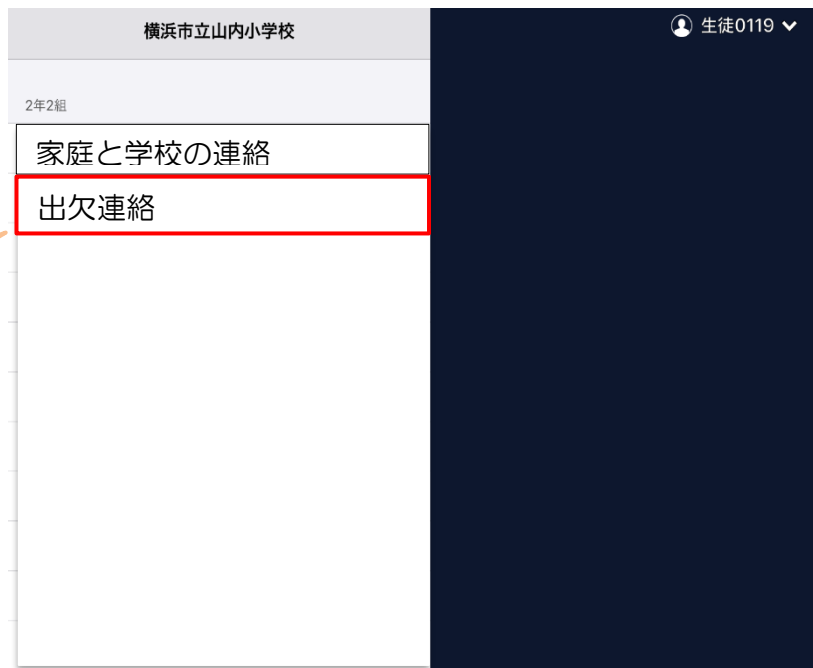 横浜市立山内小学校
生徒0119
2年2組
家庭と学校の連絡
出欠連絡